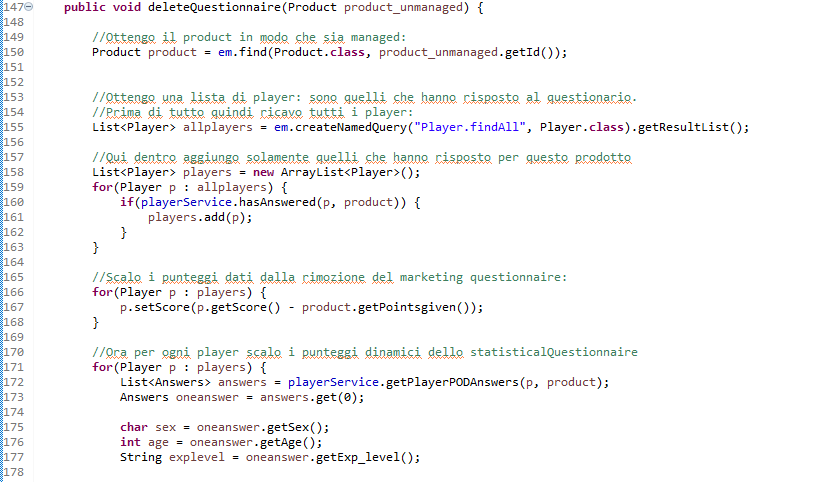 147 public void deleteQuestionnaire(Product product_unmanaged) {
148
149 //Ottengo il product in modo che sia managed:
150 Product product = em.find(Product.class, product_unmanaged.getId());
151
152
153 //Ottengo una lista di player: sono quelli che hanno risposto al questionario.
154 //Prima di tutto quindi ricavo tutti i player:
155 List<Player> allplayers = em.createNamedQuery("Player.findAll", Player.class).getResultList();
156
157 //Qui dentro aggiungo solamente quelli che hanno risposto per questo prodotto
158 List<Player> players = new ArrayList<Player>();
159 for(Player p : allplayers) {
160 if(playerService.hasAnswered(p, product)) {
161 players.add(p);
162 }
163 }
164
165 //Scalo i punteggi dati dalla rimozione del marketing questionnaire:
166 for(Player p : players) {
167 p.setScore(p.getScore() - product.getPointsgiven());
168 }
169
170 //Ora per ogni player scalo i punteggi dinamici dello statisticalQuestionnaire
171 for(Player p : players) {
172 List<Answers> answers = playerService.getPlayerPODAnswers(p, product);
173 Answers oneanswer = answers.get(0);
174
175 char sex = oneanswer.getSex();
176 int age = oneanswer.getAge();
177 String explevel = oneanswer.getExp_level();
178